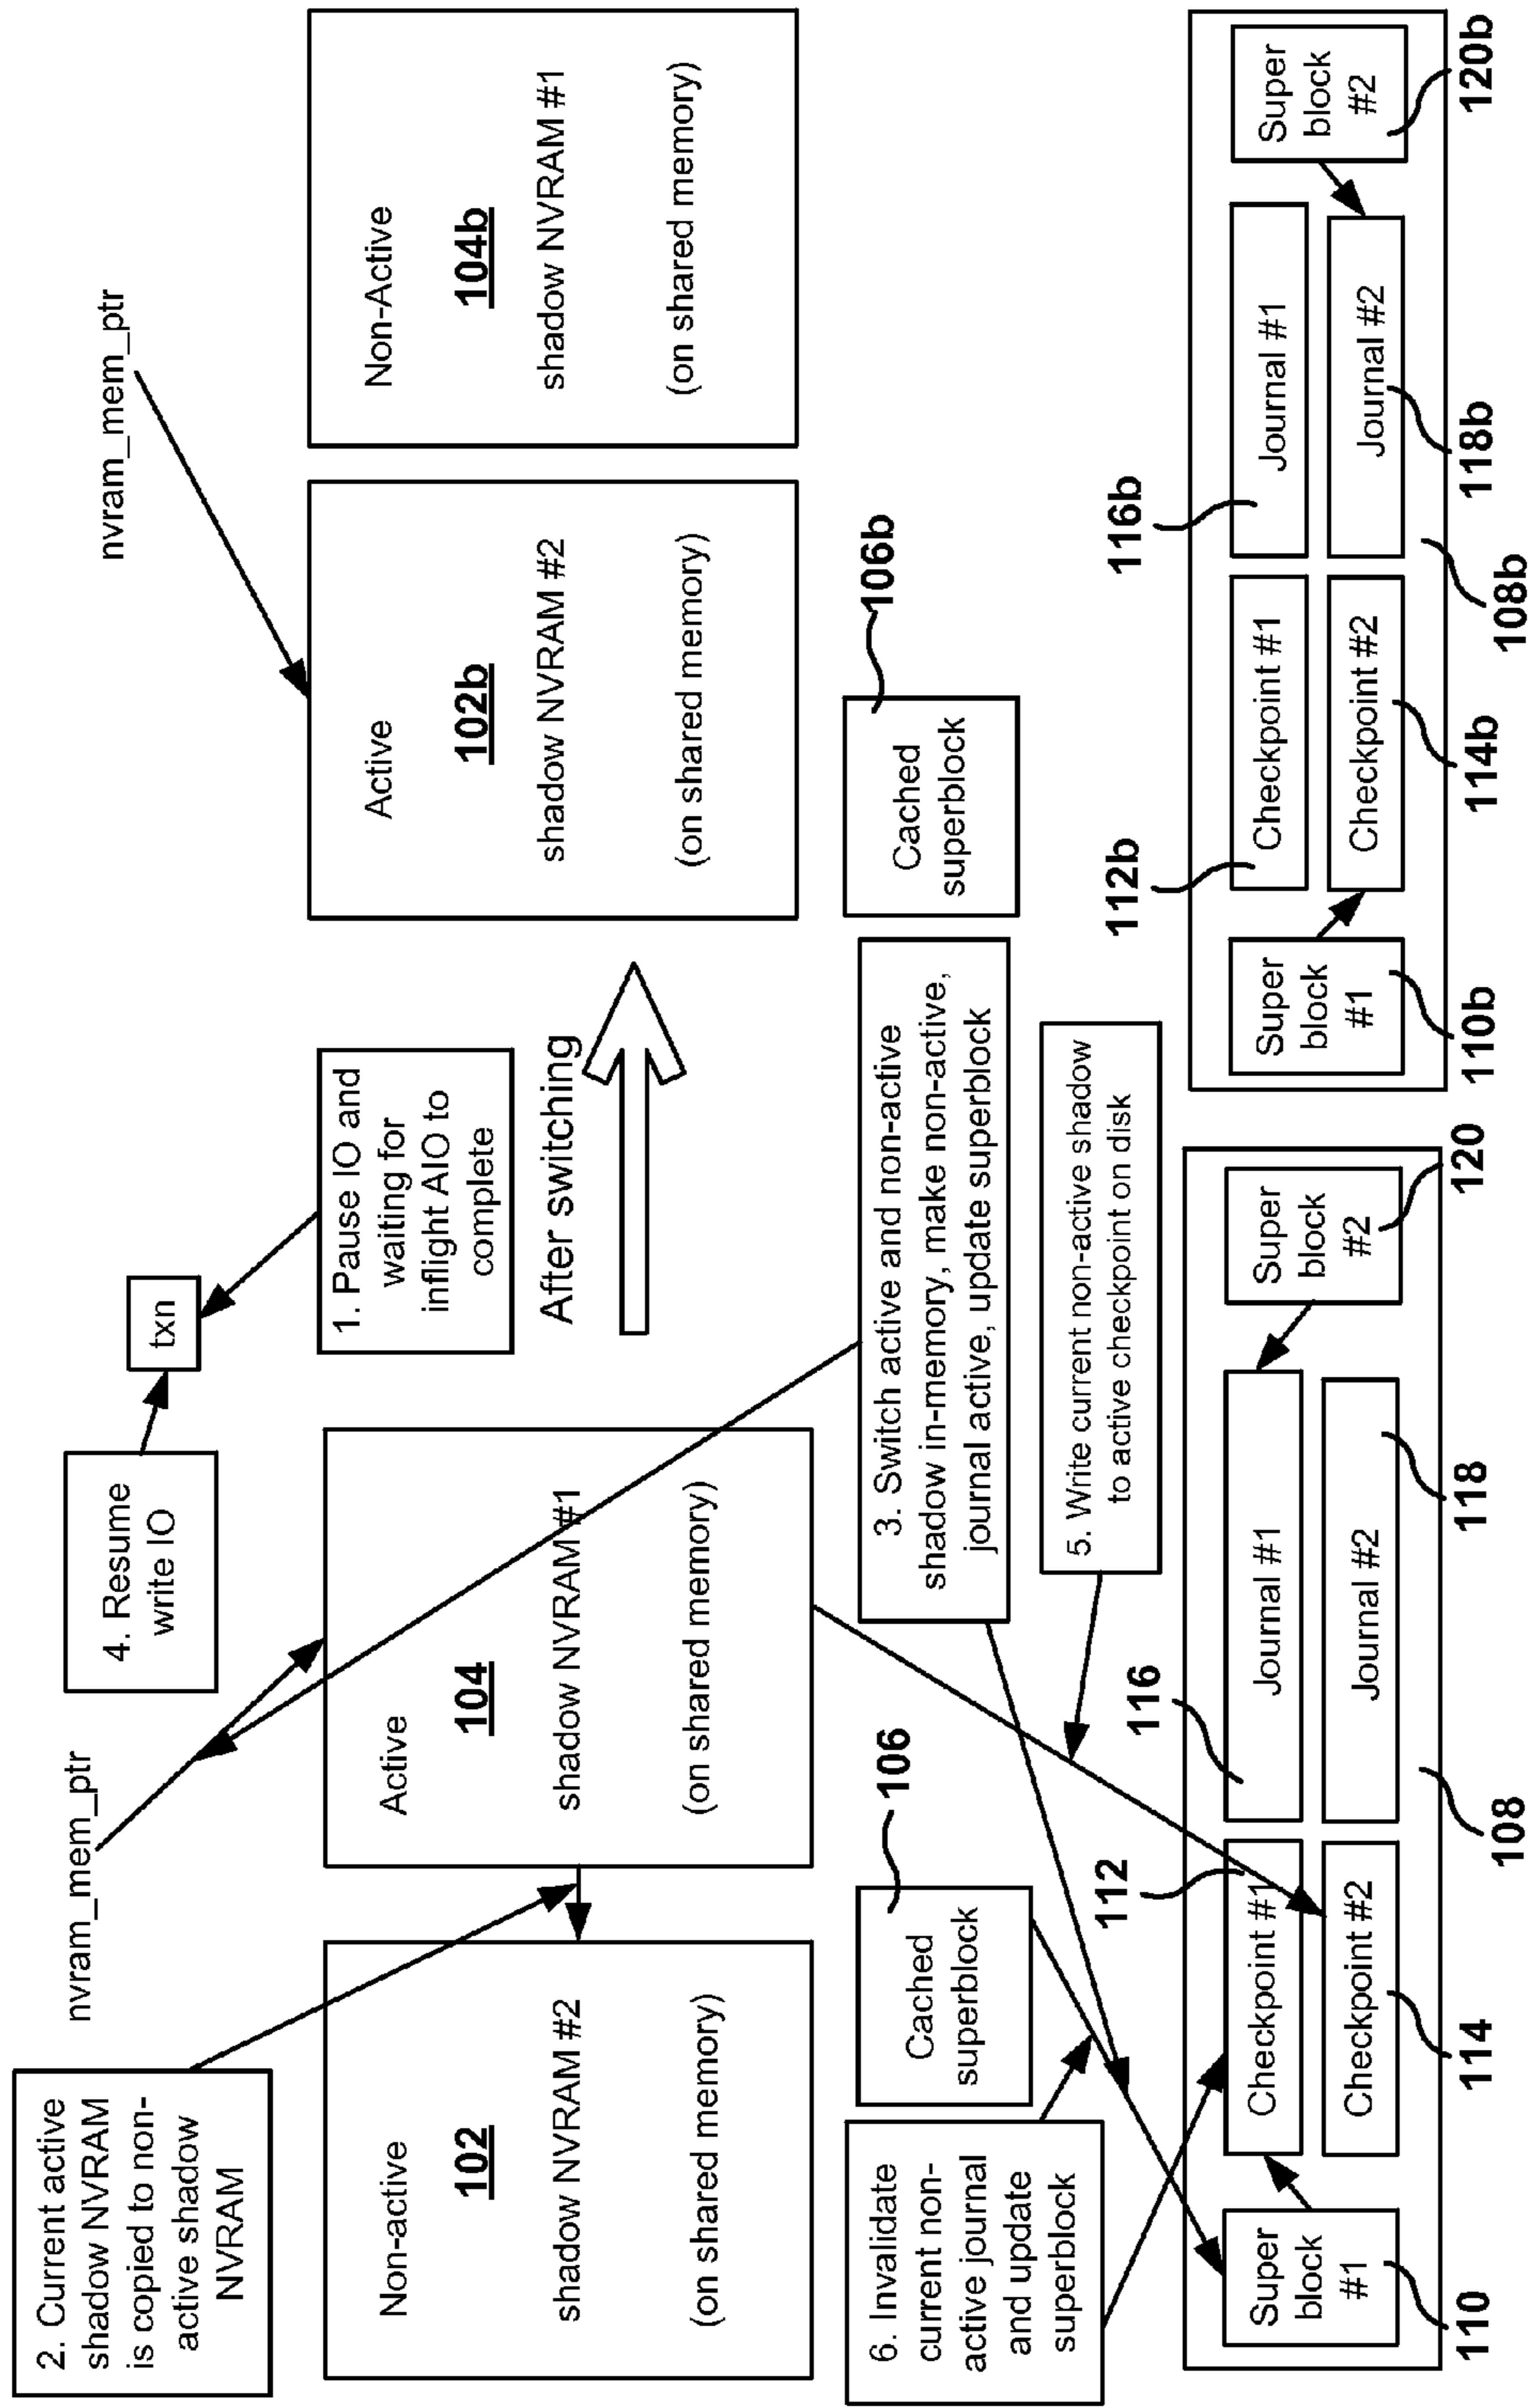 2. Current active
shadow NVRAM
is copied to non-
active shadow
NVRAM
nvram_mem_ptr
4. Resume
write IO
txn
1. Pause IO and
waiting for
inflight AIO to
complete
nvram_mem_ptr
Non-active
102
shadow NVRAM #2
(on shared memory)
Active
104
shadow NVRAM #1
(on shared memory)
After switching
Active
102b
shadow NVRAM #2
(on shared memory)
Non-Active
104b
shadow NVRAM #1
(on shared memory)
6. Invalidate
current non-
active journal
and update
superblock
Cached
superblock
106
3. Switch active and non-active
shadow in-memory, make non-active,
journal active, update superblock
5. Write current non-active shadow
to active checkpoint on disk
Cached
superblock
106b
Super
block
#1
110
Checkpoint #1
112
Checkpoint #2
114
Journal #1
116
Journal #2
118
108
Super
block
#2
120
Super
block
#1
110b
Checkpoint #1
112b
Checkpoint #2
114b
Journal #1
116b
Journal #2
118b
108b
Super
block
#2
120b